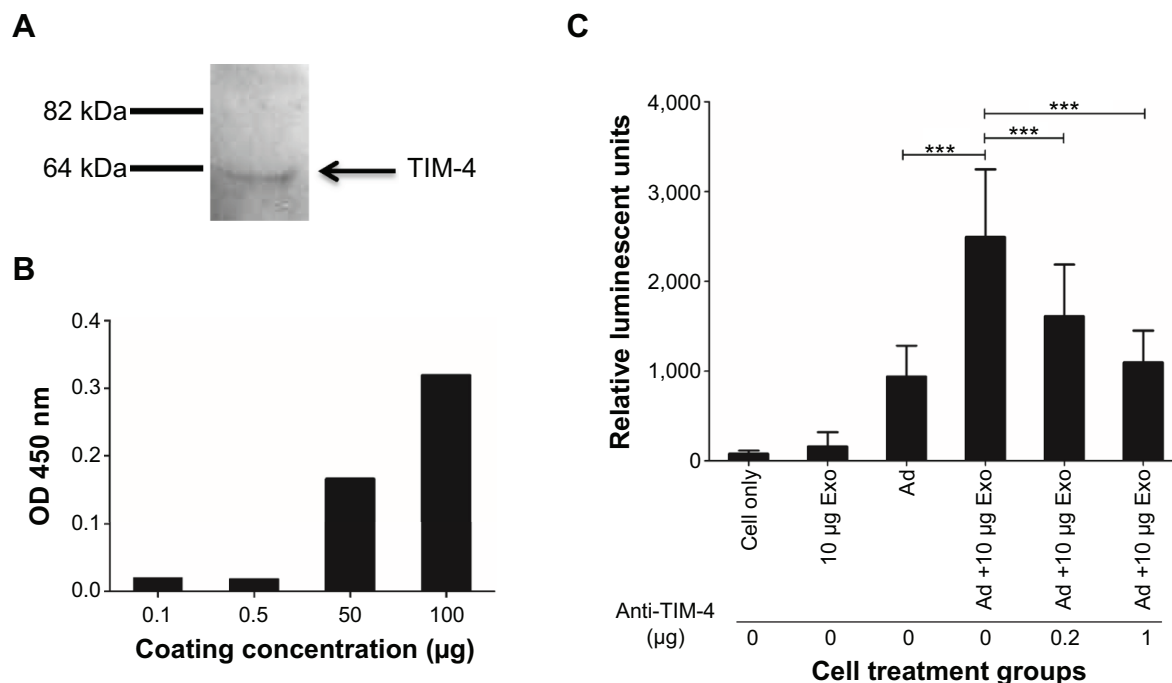 A
82 kDa
64 kDa
TIM-4
B
OD 450 nm
0.4
0.3
0.2
0.1
0.0
0.1 0.5 50 100
Coating concentration (µg)
C
Relative luminescent units
4,000
3,000
2,000
1,000
0
***
***
***
Cell only
10 µg Exo
Ad
Ad +10 µg Exo
Ad +10 µg Exo
Ad +10 µg Exo
Anti-TIM-4
(µg)
0 0 0 0 0.2 1
Cell treatment groups